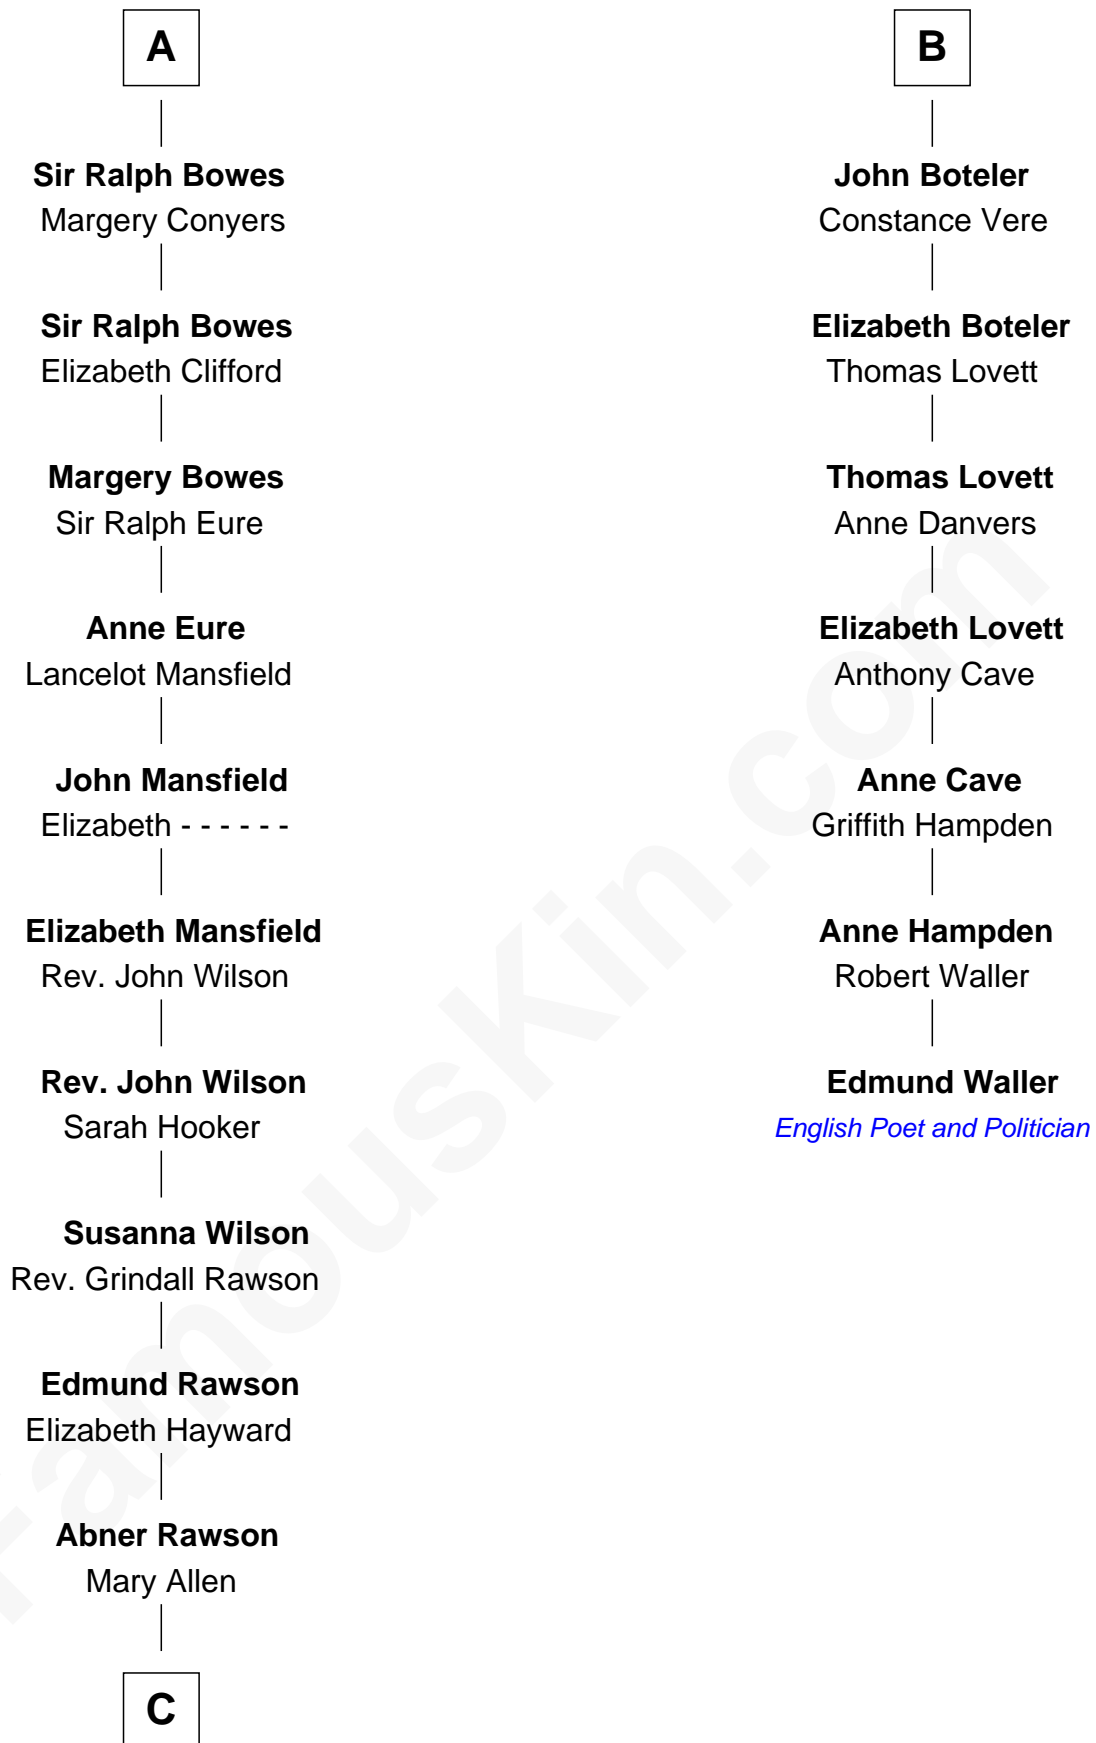 A
Sir Ralph Bowes
Margery Conyers
Sir Ralph Bowes
Elizabeth Clifford
Margery Bowes
Sir Ralph Eure
Anne Eure
Lancelot Mansfield
John Mansfield
Elizabeth - - - - - -
Elizabeth Mansfield
Rev. John Wilson
Rev. John Wilson
Sarah Hooker
Susanna Wilson
Rev. Grindall Rawson
Edmund Rawson
Elizabeth Hayward
Abner Rawson
Mary Allen
C
B
John Boteler
Constance Vere
Elizabeth Boteler
Thomas Lovett
Thomas Lovett
Anne Danvers
Elizabeth Lovett
Anthony Cave
Anne Cave
Griffith Hampden
Anne Hampden
Robert Waller
Edmund Waller
English Poet and Politician
FamousKin.com